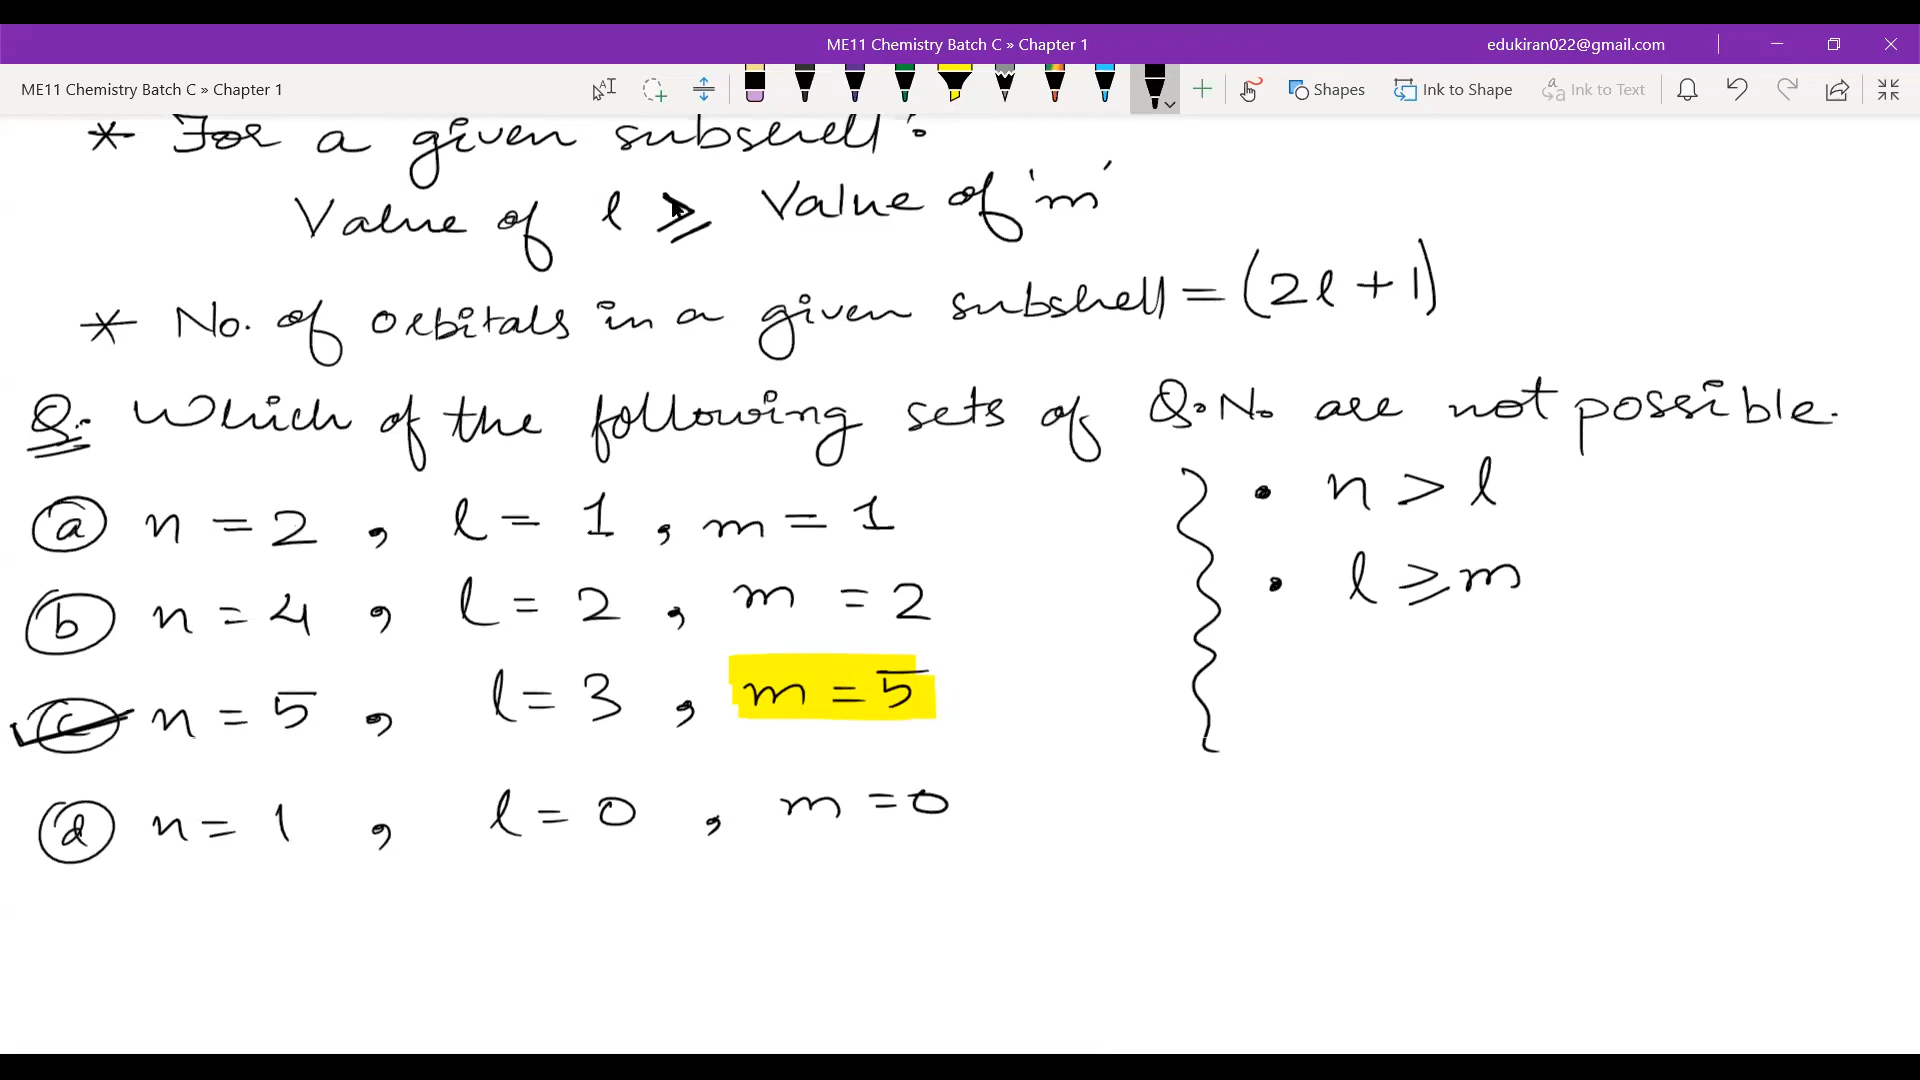 ME11 Chemistry Batch C » Chapter 1
edukiran022@gmail.com
ME11 Chemistry Batch C » Chapter 1
Shapes
Ink to Shape
Ink to Text
* For a given subshell:
Value of l ⩾ Value of 'm'
* No. of orbitals in a given subshell = (2l + 1)
Q. Which of the following sets of Q.No are not possible.
(a) n = 2 , l = 1 , m = 1
(b) n = 4 , l = 2 , m = 2
(c) n = 5 , l = 3 , m = 5
(d) n = 1 , l = 0 , m = 0
• n > l
• l ⩾ m